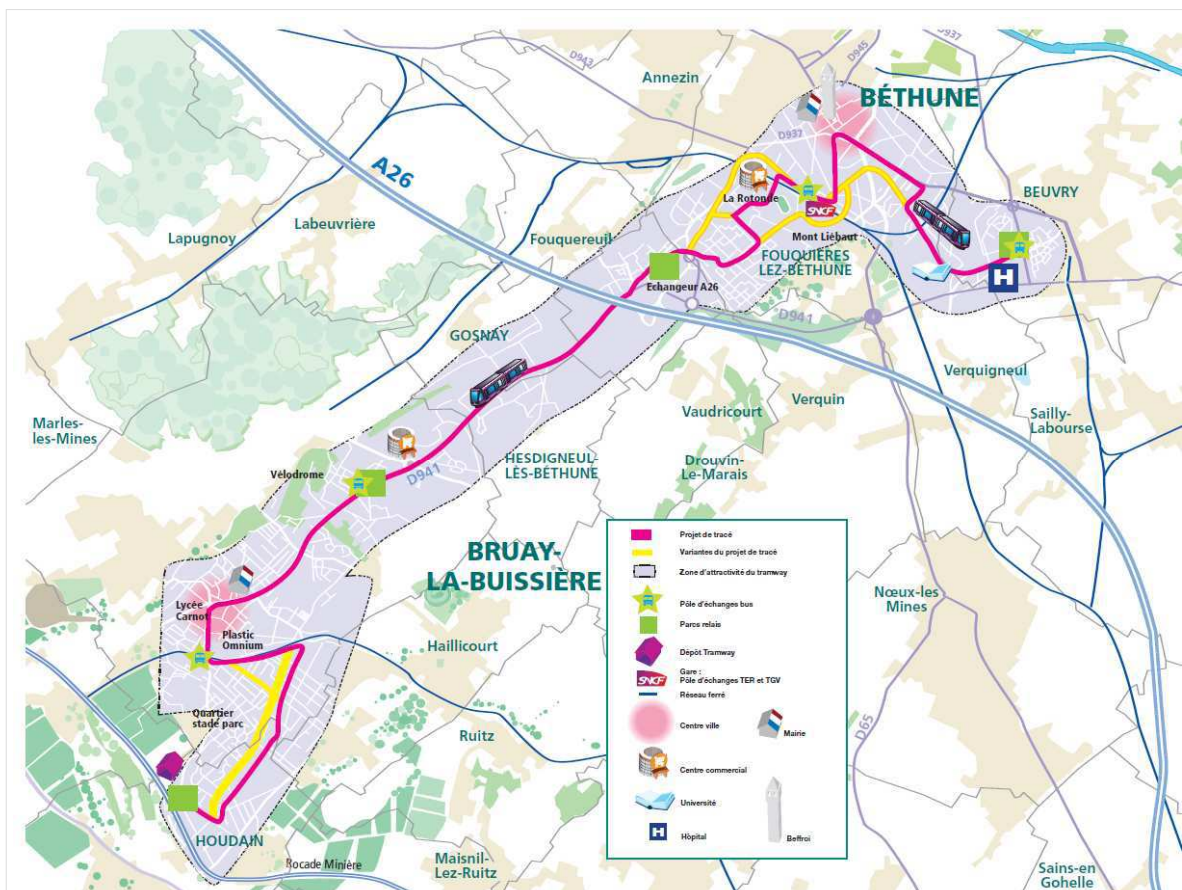 D937
D945
D943
Annezin
BÉTHUNE
D937
A26
BEUVRY
La Rotonde
Labeuvrière
SNCF
Lapugnoy
Fouquereuil
Mont Liébaut
FOUQUIÈRES
LEZ-BÉTHUNE
H
Echangeur A26
D941
GOSNAY
Verquigneul
Vaudricourt
Verquin
Marles-
les-Mines
Sailly-
Labourse
HESDIGNEUL-
LÈS-BÉTHUNE
Drouvin-
Le-Marais
Vélodrome
D941
BRUAY-
LA-BUISSIÈRE
Lycée
Carnot
Plastic
Omnium
Haillicourt
Nœux-les
Mines
Quartier
stade parc
Ruitz
D65
HOUDAIN
Rocade Minière
Maisnil-
Lez-Ruitz
Sains-en
Gohelle
Projet de tracé
Variantes du projet de tracé
Zone d'attractivité du tramway
Pôle d'échanges bus
Parcs relais
Dépôt Tramway
SNCF
Gare :
Pôle d'échanges TER et TGV
Réseau ferré
Centre ville
Mairie
Centre commercial
Université
H
Hôpital
Beffroi